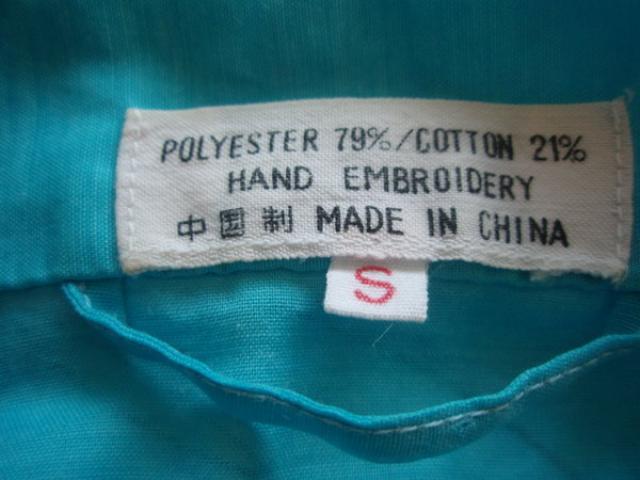 POLYESTER 79%/COTTON 21%
HAND EMBROIDERY
中国制 MADE IN CHINA
S